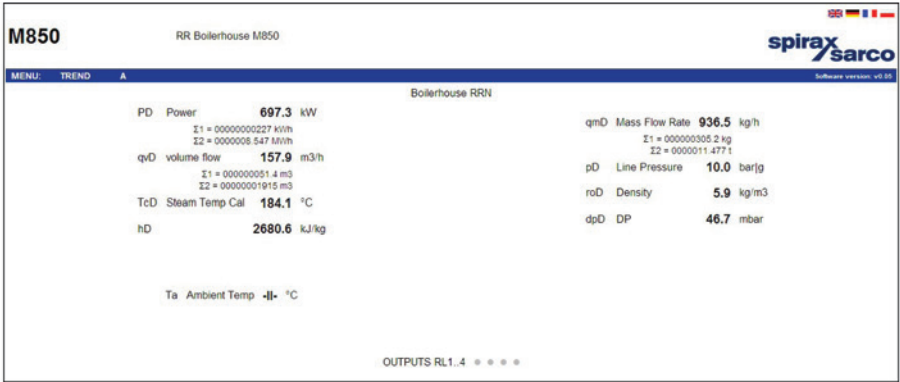 M850
RR Boilerhouse M850
spirax
sarco
MENU: TREND A
Software version: v0.05
Boilerhouse RRN
PD Power 697.3 kW
Σ1 = 00000000227 kWh
Σ2 = 0000008.547 MWh
qvD volume flow 157.9 m3/h
Σ1 = 000000051.4 m3
Σ2 = 00000001915 m3
TcD Steam Temp Cal 184.1 °C
hD 2680.6 kJ/kg
Ta Ambient Temp -||- °C
qmD Mass Flow Rate 936.5 kg/h
Σ1 = 000000305.2 kg
Σ2 = 0000011.477 t
pD Line Pressure 10.0 bar|g
roD Density 5.9 kg/m3
dpD DP 46.7 mbar
OUTPUTS RL1..4